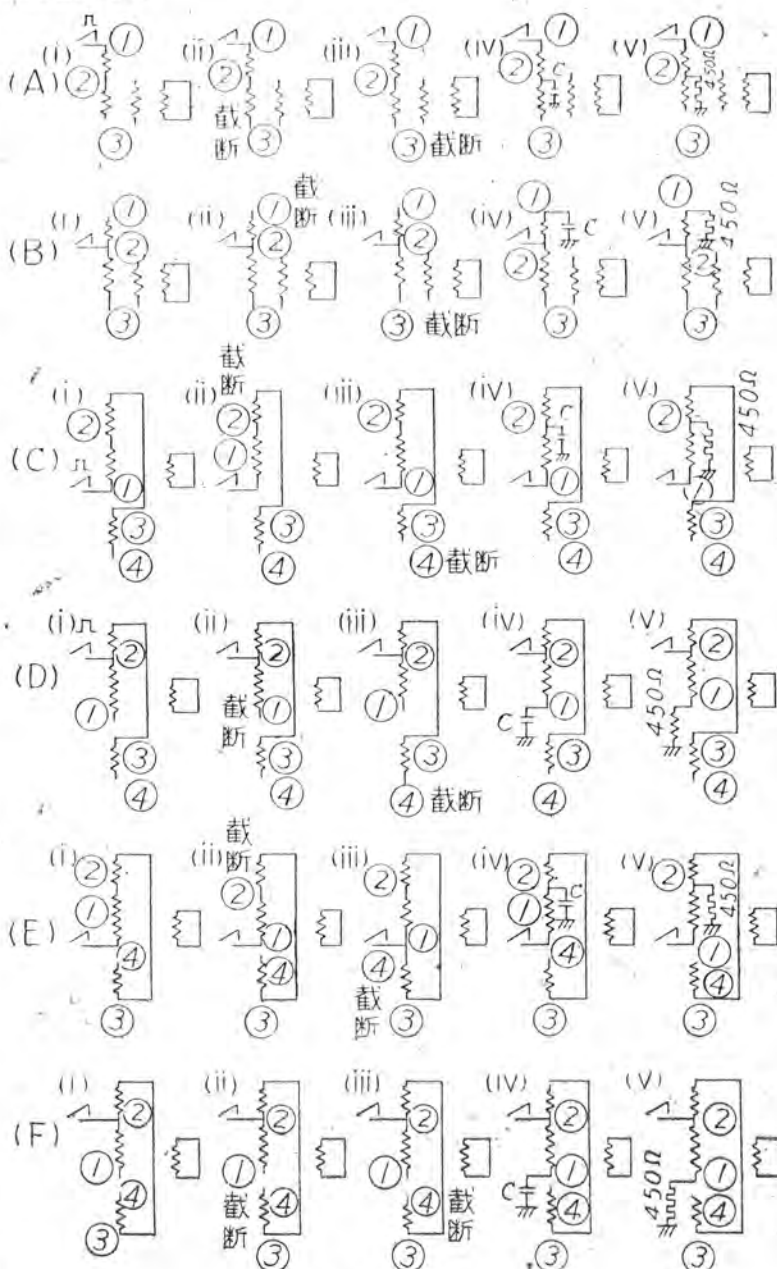 (A) (i) ① ② ③ (ii) ① ② 截断 ③ (iii) ① ② ③ 截断 (iv) ① ② C ③ (v) ① ② 450Ω ③
(B) (i) ① ② ③ (ii) ① 截断 ② ③ (iii) ① ② ③ 截断 (iv) ① C ② ③ (v) ① 450Ω ② ③
(C) (i) ② ① ③ ④ (ii) 截断 ② ① ③ ④ (iii) ② ① ③ ④ 截断 (iv) ② C ① ③ ④ (v) ② 450Ω (1) ③ ④
(D) (i) ② ① ③ ④ (ii) ② 截断 ① ③ ④ (iii) ② ① ③ ④ 截断 (iv) ② ① C ③ ④ (v) ② ① 450Ω ③ ④
(E) (i) ② ① ④ ③ (ii) 截断 ② ① ④ ③ (iii) ② ① ④ 截断 ③ (iv) ② C ① ④ ③ (v) ② 450Ω ① ④ ③
(F) (i) ② ① ④ ③ (ii) ② ① 截断 ④ ③ (iii) ② ① ④ 截断 ③ (iv) ② ① C ④ ③ (v) ② ① 450Ω ④ ③